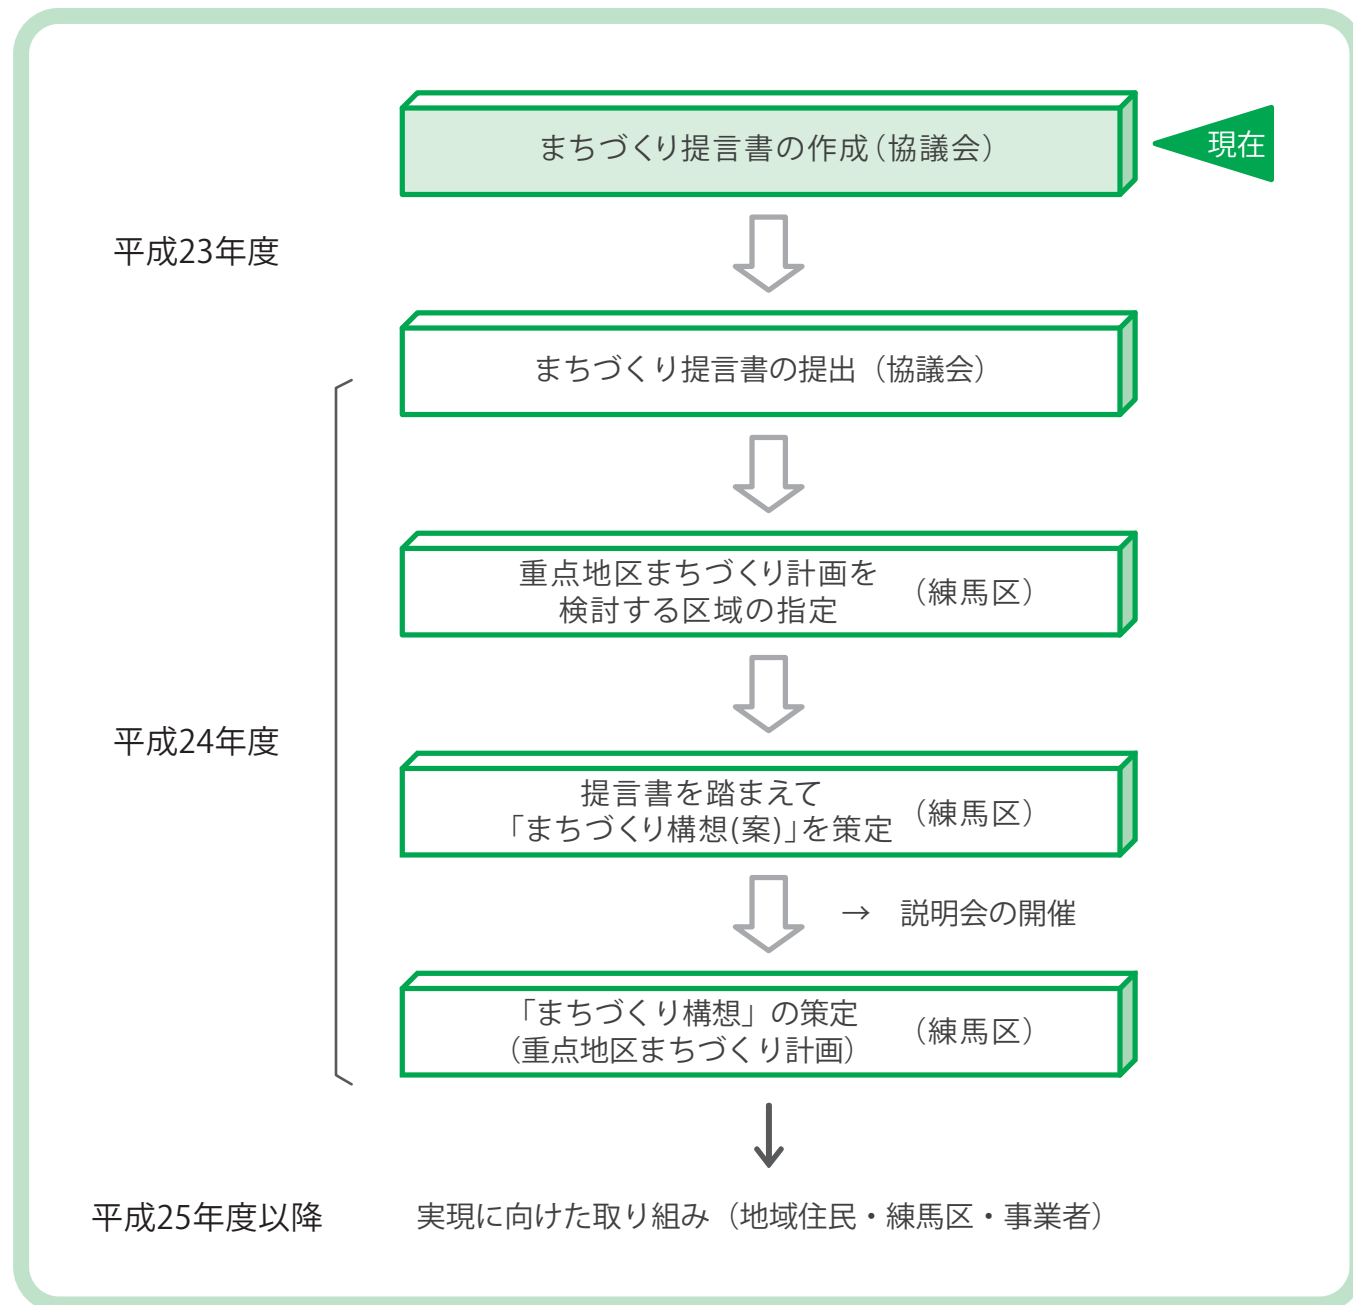 まちづくり提言書の作成（協議会）
現在
平成23年度
まちづくり提言書の提出（協議会）
重点地区まちづくり計画を
検討する区域の指定
（練馬区）
平成24年度
提言書を踏まえて
「まちづくり構想(案)」を策定
（練馬区）
→　説明会の開催
「まちづくり構想」の策定
（重点地区まちづくり計画）
（練馬区）
平成25年度以降
実現に向けた取り組み（地域住民・練馬区・事業者）